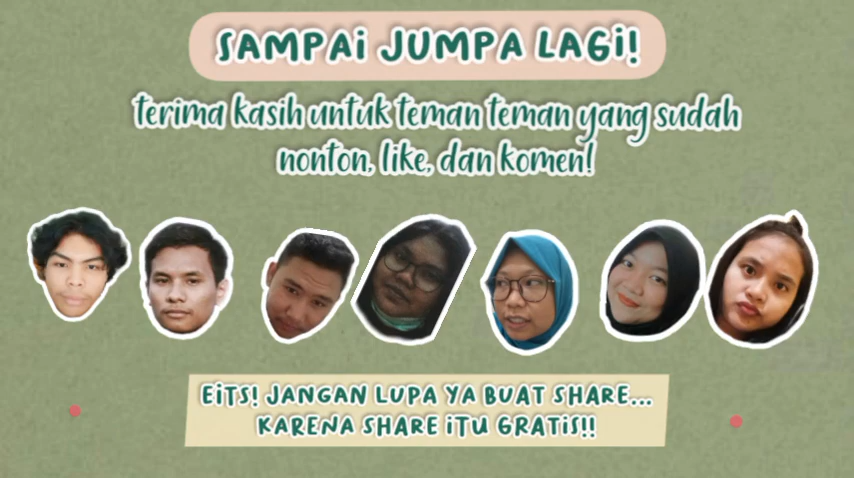 SAMPAI JUMPA LAGI!
terima kasih untuk teman teman yang sudah
nonton, like, dan komen!
EITS! JANGAN LUPA YA BUAT SHARE...
KARENA SHARE ITU GRATIS!!